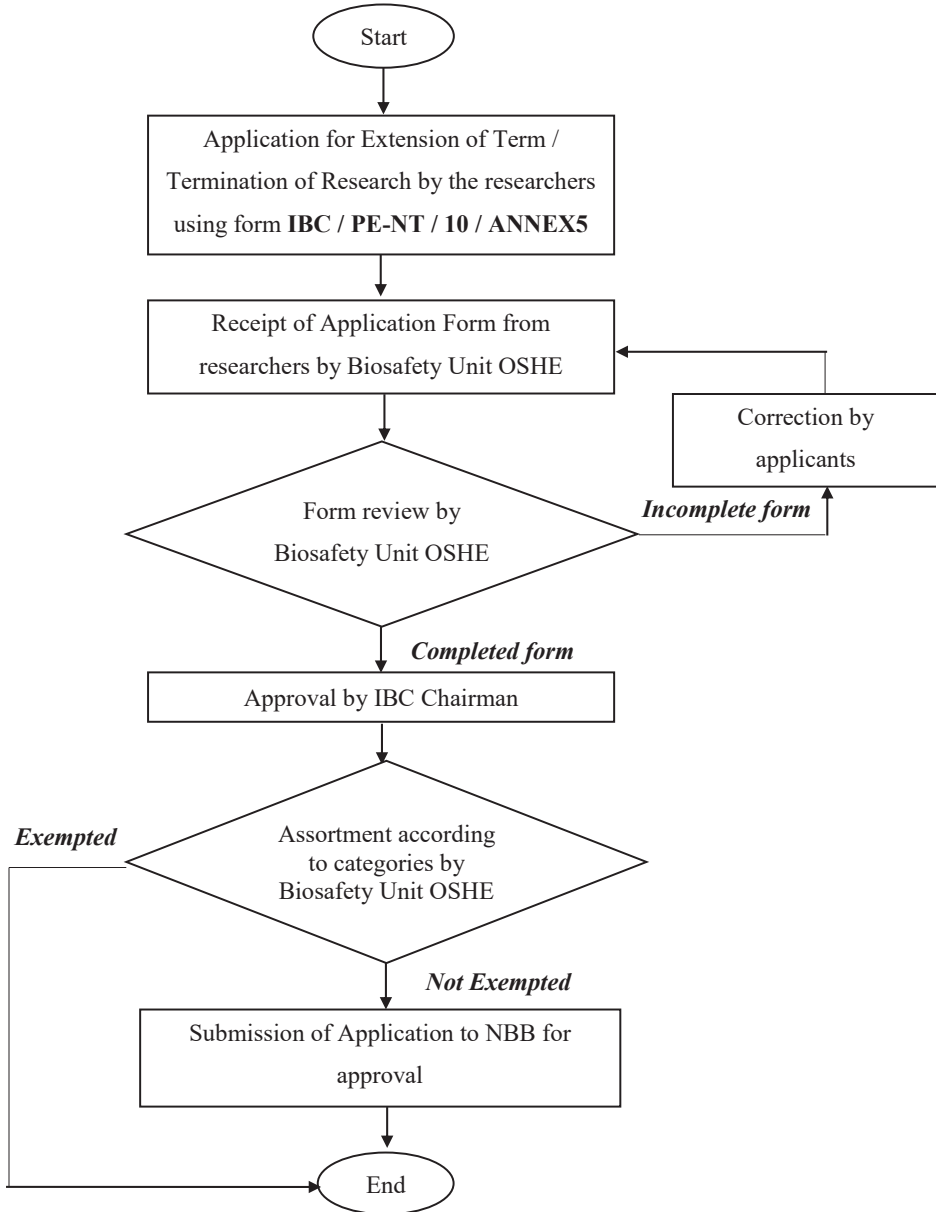 Start
Application for Extension of Term /
Termination of Research by the researchers
using form IBC / PE-NT / 10 / ANNEX5
Receipt of Application Form from
researchers by Biosafety Unit OSHE
Correction by
applicants
Form review by
Biosafety Unit OSHE
Incomplete form
Completed form
Approval by IBC Chairman
Exempted
Assortment according
to categories by
Biosafety Unit OSHE
Not Exempted
Submission of Application to NBB for
approval
End